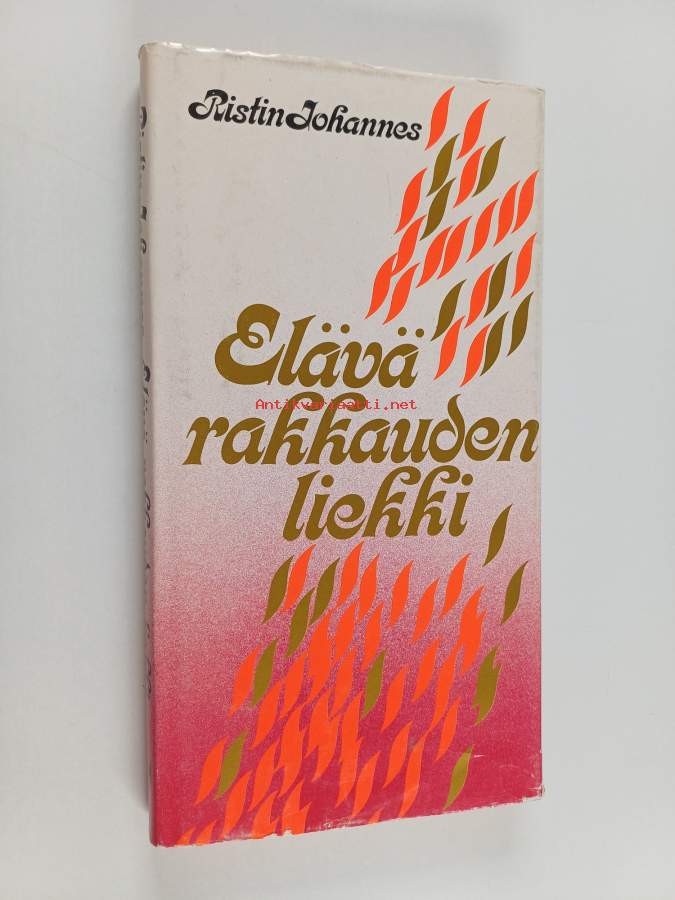 Ristin Johannes
Elävä
Antikvariaatti.net
rakkauden
liekki